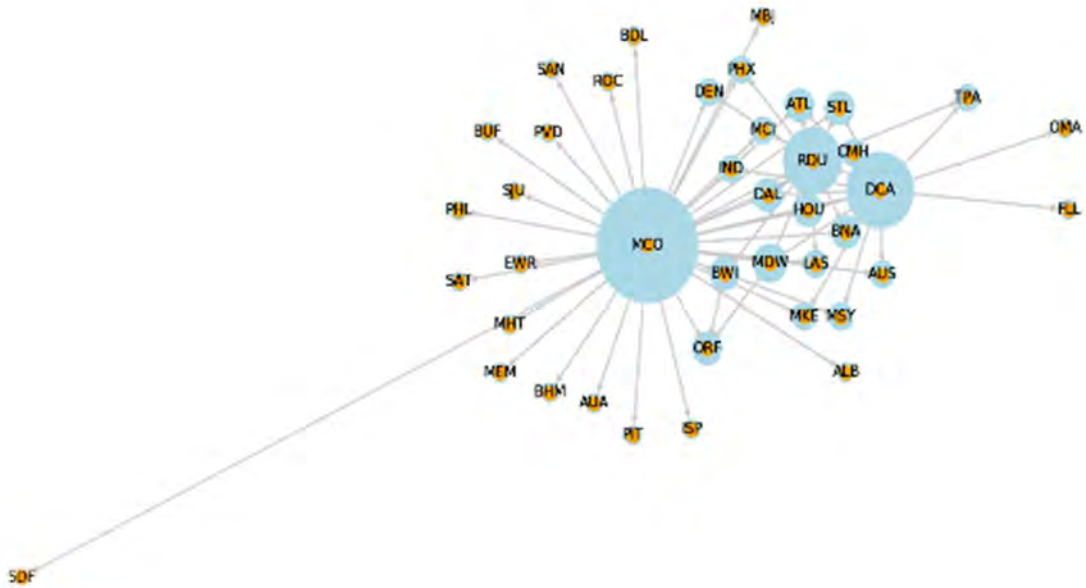 MBJ
BDL
SAN
PHX
ROC
DEN
TPA
ATL
STL
BUF
PVD
MCI
OMA
CMH
RDU
IND
SJU
DCA
DAL
PHL
HOU
FLL
BNA
MCO
EWR
MDW
LAS
BWI
AUS
SAT
MKE
MSY
MHT
ORF
MEM
ALB
BHM
AUA
PIT
ISP
SDF